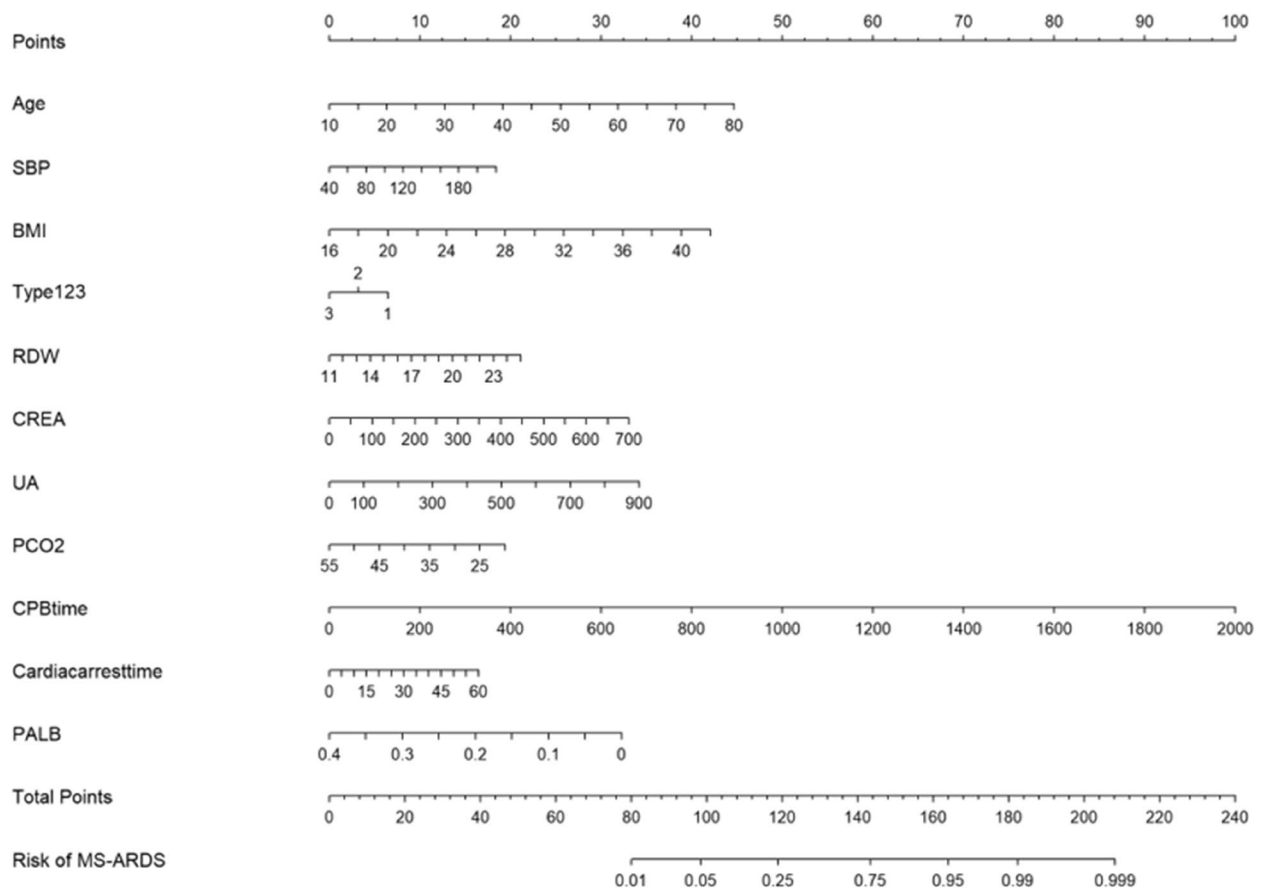 0 10 20 30 40 50 60 70 80 90 100
Points
Age
10 20 30 40 50 60 70 80
SBP
40 80 120 180
BMI
16 20 24 28 32 36 40
2
Type123
3 1
RDW
11 14 17 20 23
CREA
0 100 200 300 400 500 600 700
UA
0 100 300 500 700 900
PCO2
55 45 35 25
CPBtime
0 200 400 600 800 1000 1200 1400 1600 1800 2000
Cardiacarresttime
0 15 30 45 60
PALB
0.4 0.3 0.2 0.1 0
Total Points
0 20 40 60 80 100 120 140 160 180 200 220 240
Risk of MS-ARDS
0.01 0.05 0.25 0.75 0.95 0.99 0.999